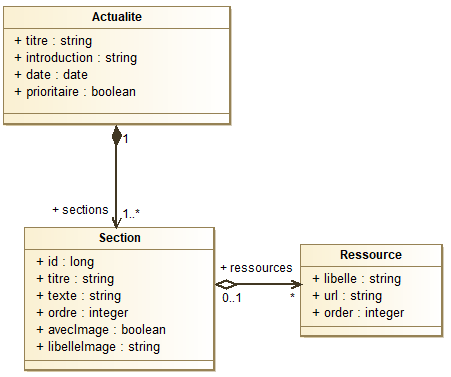 Actualite
+ titre : string
+ introduction : string
+ date : date
+ prioritaire : boolean
1
+ sections
1..*
Section
+ id : long
+ titre : string
+ texte : string
+ ordre : integer
+ avecImage : boolean
+ libelleImage : string
+ ressources
0..1
*
Ressource
+ libelle : string
+ url : string
+ order : integer